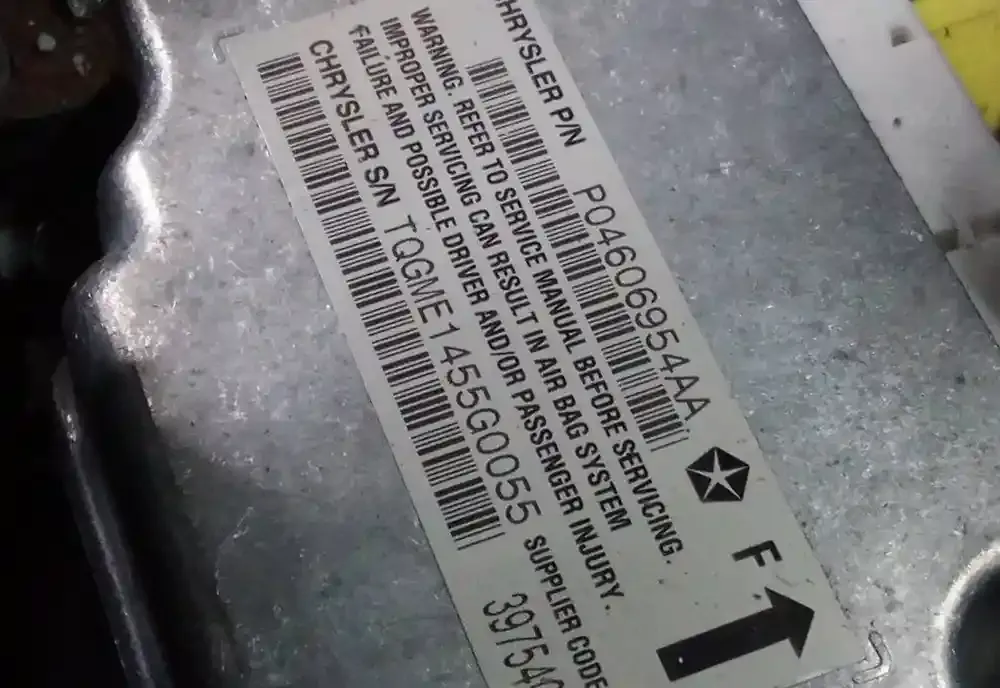 CHRYSLER P/N P04606954AA
WARNING. REFER TO SERVICE MANUAL BEFORE SERVICING.
IMPROPER SERVICING CAN RESULT IN AIR BAG SYSTEM
FAILURE AND POSSIBLE DRIVER AND/OR PASSENGER INJURY.
CHRYSLER S/N TQGME1455G0055 SUPPLIER CODE
39754
F